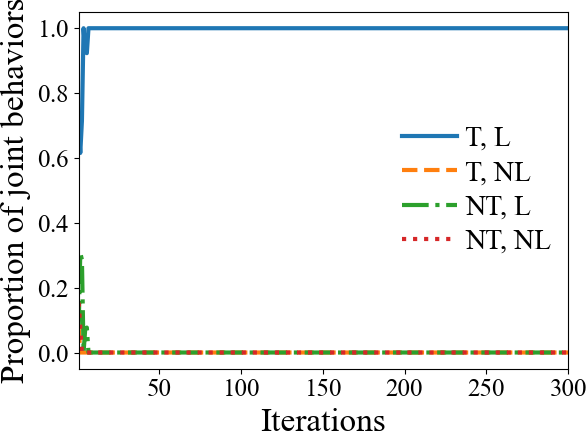 Proportion of joint behaviors
1.0
0.8
0.6
0.4
0.2
0.0
T, L
T, NL
NT, L
NT, NL
50 100 150 200 250 300
Iterations